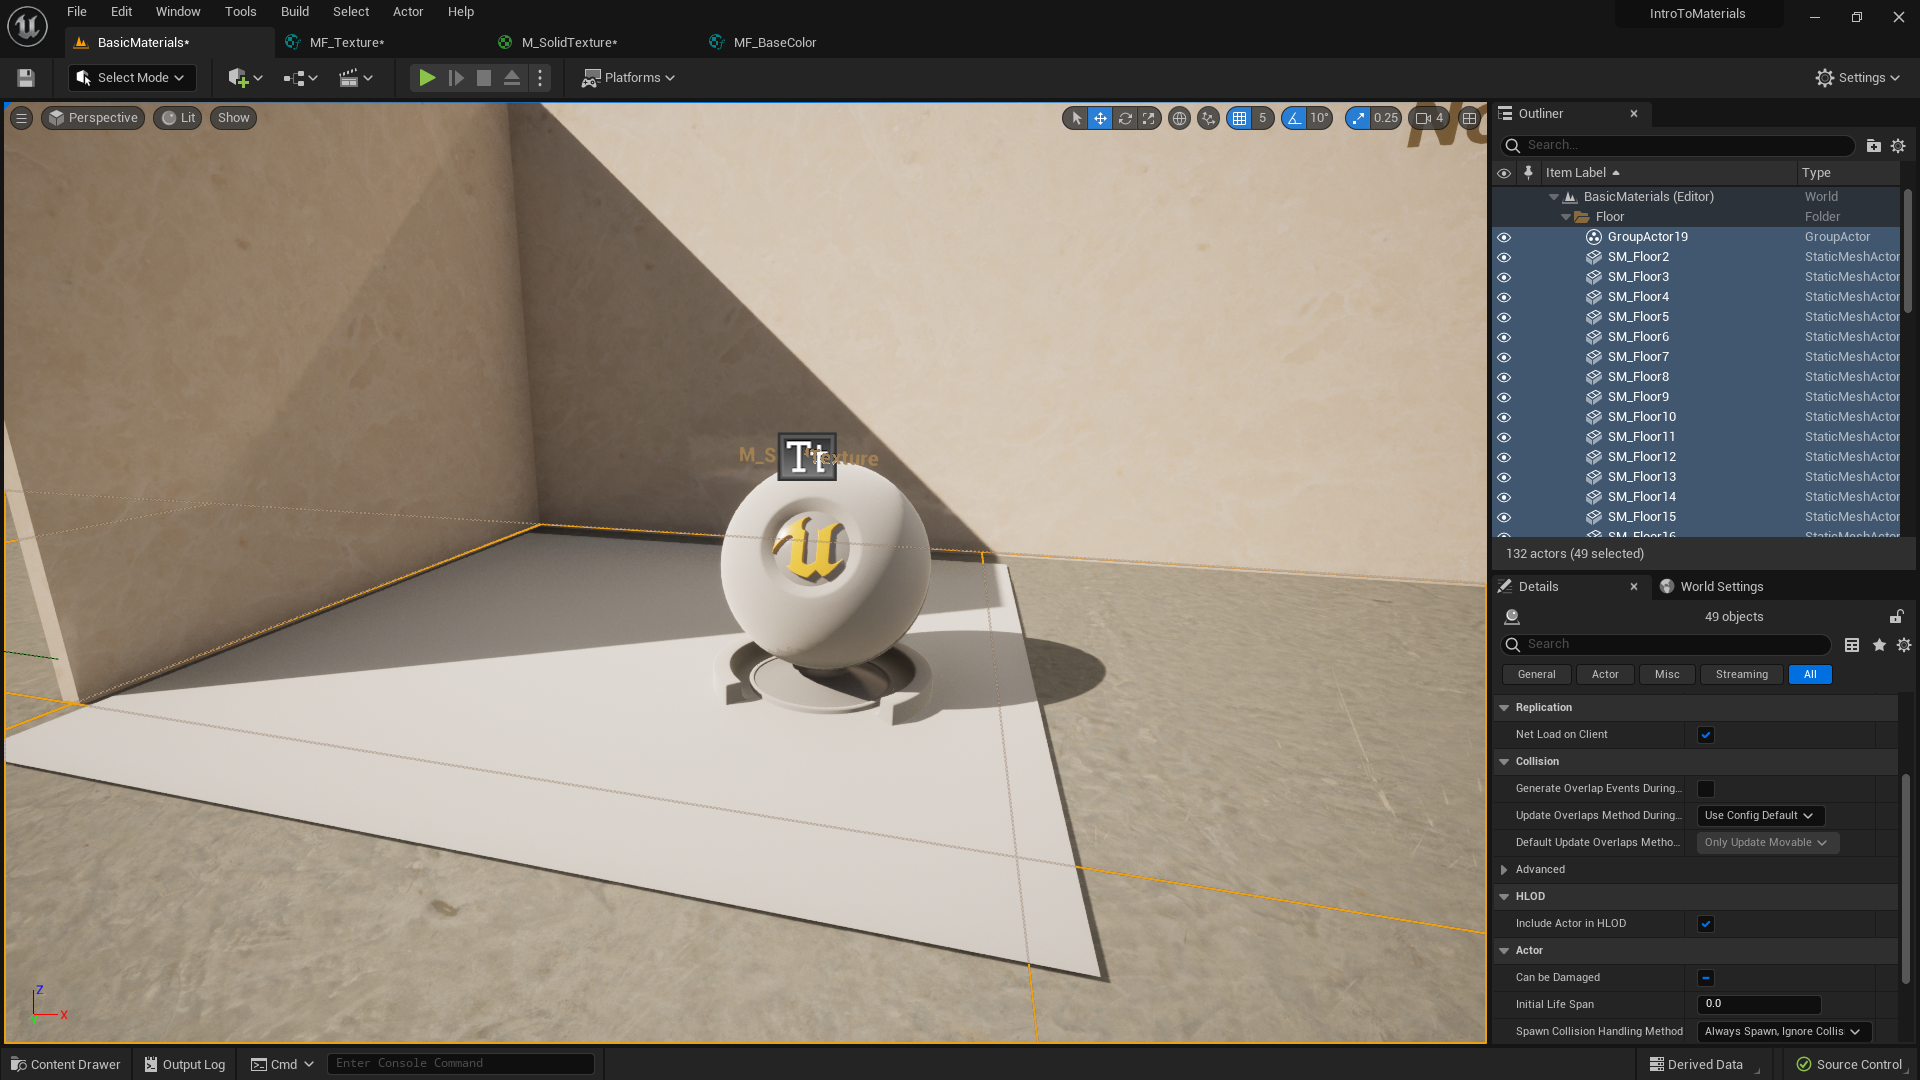 File Edit Window Tools Build Select Actor Help
IntroToMaterials
BasicMaterials* MF_Texture* M_SolidTexture* MF_BaseColor
Select Mode Platforms Settings
Perspective Lit Show 5 10° 0.25 4
Outliner
Search...
Item Label Type
BasicMaterials (Editor) World
Floor Folder
GroupActor19 GroupActor
SM_Floor2 StaticMeshActor
SM_Floor3 StaticMeshActor
SM_Floor4 StaticMeshActor
SM_Floor5 StaticMeshActor
SM_Floor6 StaticMeshActor
SM_Floor7 StaticMeshActor
SM_Floor8 StaticMeshActor
SM_Floor9 StaticMeshActor
SM_Floor10 StaticMeshActor
SM_Floor11 StaticMeshActor
SM_Floor12 StaticMeshActor
SM_Floor13 StaticMeshActor
SM_Floor14 StaticMeshActor
SM_Floor15 StaticMeshActor
132 actors (49 selected)
Details World Settings
49 objects
Search
General Actor Misc Streaming All
Replication
Net Load on Client
Collision
Generate Overlap Events During...
Update Overlaps Method During... Use Config Default
Default Update Overlaps Metho... Only Update Movable
Advanced
HLOD
Include Actor in HLOD
Actor
Can be Damaged
Initial Life Span 0.0
Spawn Collision Handling Method Always Spawn, Ignore Collis
Tt
Z
X
Content Drawer Output Log Cmd Enter Console Command Derived Data Source Control